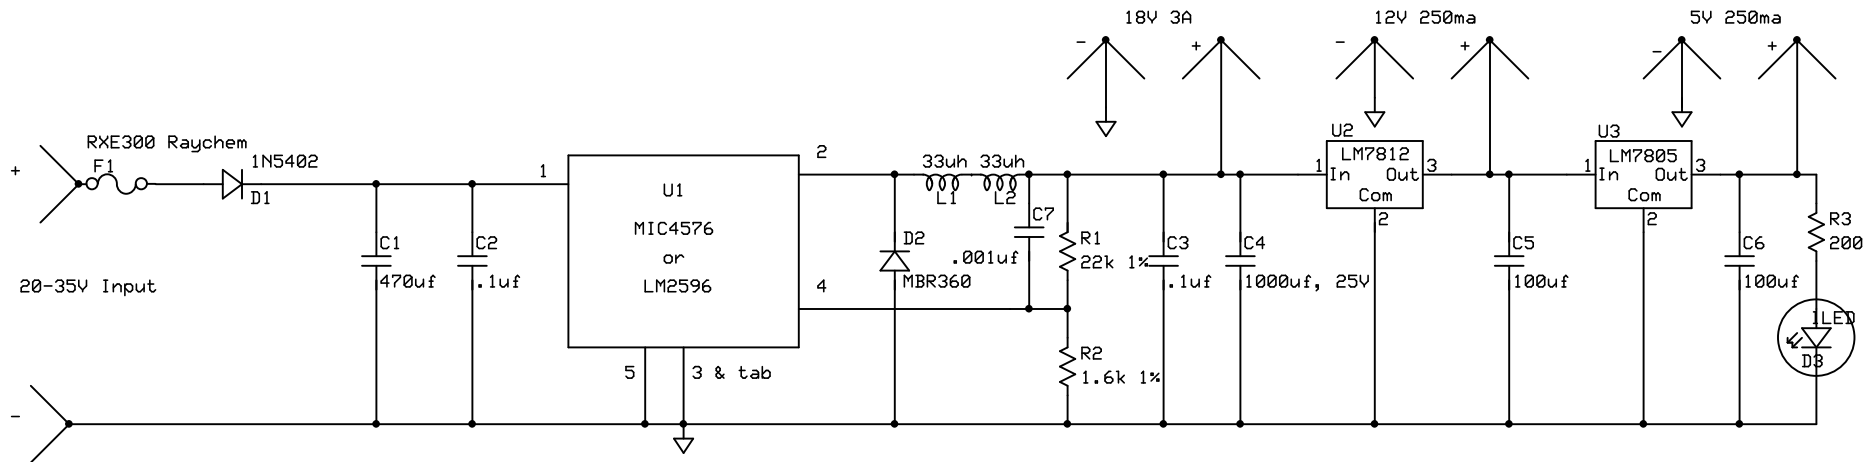 18V 3A
12V 250ma
5V 250ma
- +
- +
- +
RXE300 Raychem
F1
+
1N5402
D1
20-35V Input
-
C1
470uf
C2
.1uf
1
U1
MIC4576
or
LM2596
2
4
5
3 & tab
33uh 33uh
L1 L2
D2
MBR360
C7
.001uf
R1
22k 1%
R2
1.6k 1%
C3
.1uf
C4
1000uf, 25V
U2
LM7812
1 In Out 3
Com
2
C5
100uf
U3
LM7805
1 In Out 3
Com
2
C6
100uf
R3
200
1LED
D3